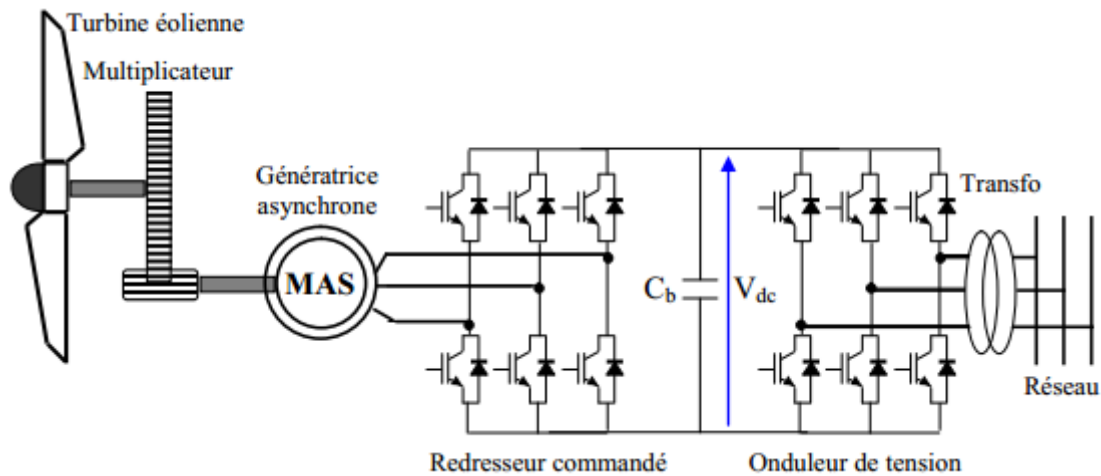 Turbine éolienne
Multiplicateur
Génératrice
asynchrone
MAS
C_b
V_dc
Transfo
Réseau
Redresseur commandé
Onduleur de tension